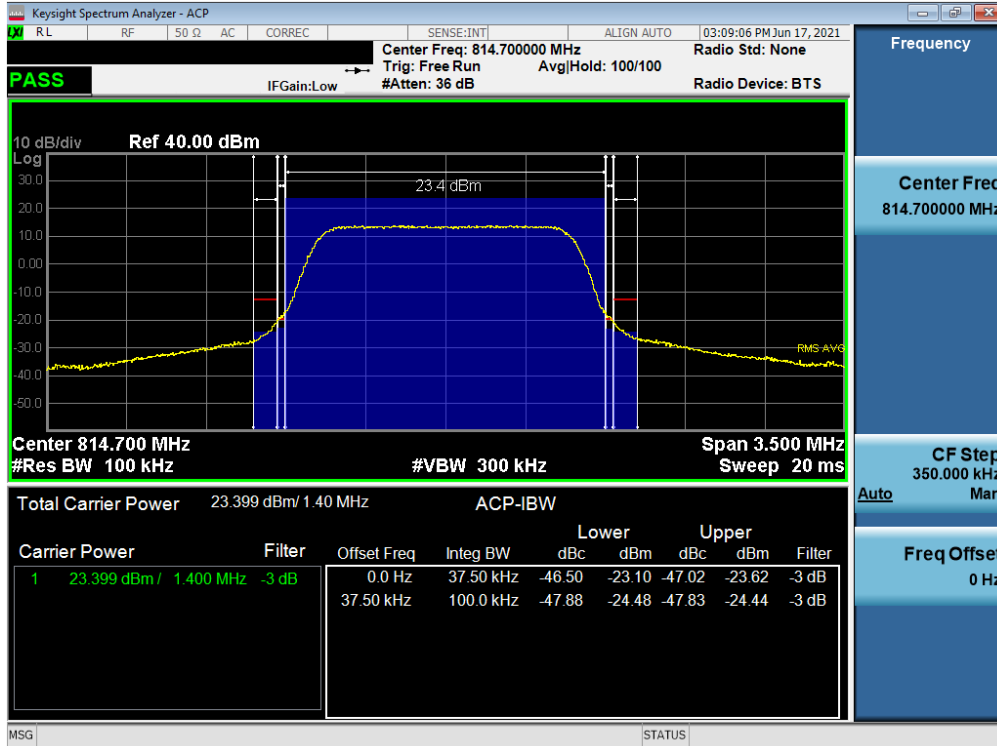 Keysight Spectrum Analyzer - ACP
LXI RL RF 50 Ω AC CORREC SENSE:INT ALIGN AUTO 03:09:06 PM Jun 17, 2021
Center Freq: 814.700000 MHz Radio Std: None
Trig: Free Run Avg|Hold: 100/100
PASS IFGain:Low #Atten: 36 dB Radio Device: BTS
Frequency
10 dB/div Ref 40.00 dBm
Log
30.0
20.0
10.0
0.00
-10.0
-20.0
-30.0
-40.0
-50.0
23.4 dBm
RMS AVG
Center 814.700 MHz Span 3.500 MHz
#Res BW 100 kHz #VBW 300 kHz Sweep 20 ms
Center Freq
814.700000 MHz
CF Step
350.000 kHz
Auto Man
Freq Offset
0 Hz
Total Carrier Power 23.399 dBm/ 1.40 MHz ACP-IBW
Lower Upper
Carrier Power Filter Offset Freq Integ BW dBc dBm dBc dBm Filter
1 23.399 dBm / 1.400 MHz -3 dB 0.0 Hz 37.50 kHz -46.50 -23.10 -47.02 -23.62 -3 dB
37.50 kHz 100.0 kHz -47.88 -24.48 -47.83 -24.44 -3 dB
MSG STATUS